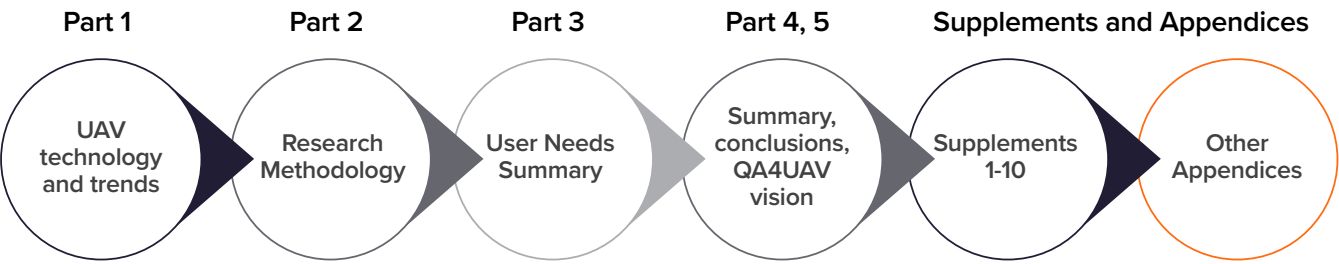 Part 1
Part 2
Part 3
Part 4, 5
Supplements and Appendices
UAV
technology
and trends
Research
Methodology
User Needs
Summary
Summary,
conclusions,
QA4UAV
vision
Supplements
1-10
Other
Appendices